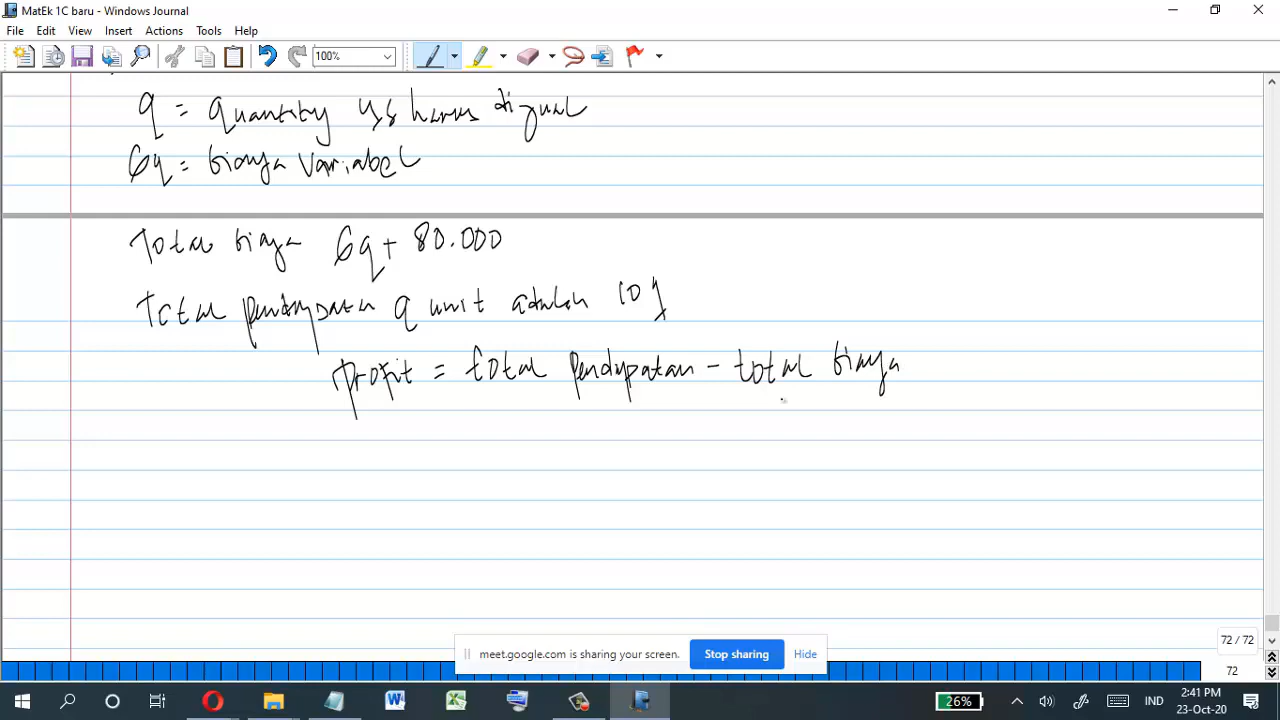 MatEk 1C baru - Windows Journal
File Edit View Insert Actions Tools Help
100%
q = quantity yg harus dijual
6q = biaya variabel
Total biaya 6q + 80.000
Total pendapatan q unit adalah 10q
profit = total pendapatan - total biaya
72 / 72
meet.google.com is sharing your screen. Stop sharing Hide
72
26% IND 2:41 PM
23-Oct-20